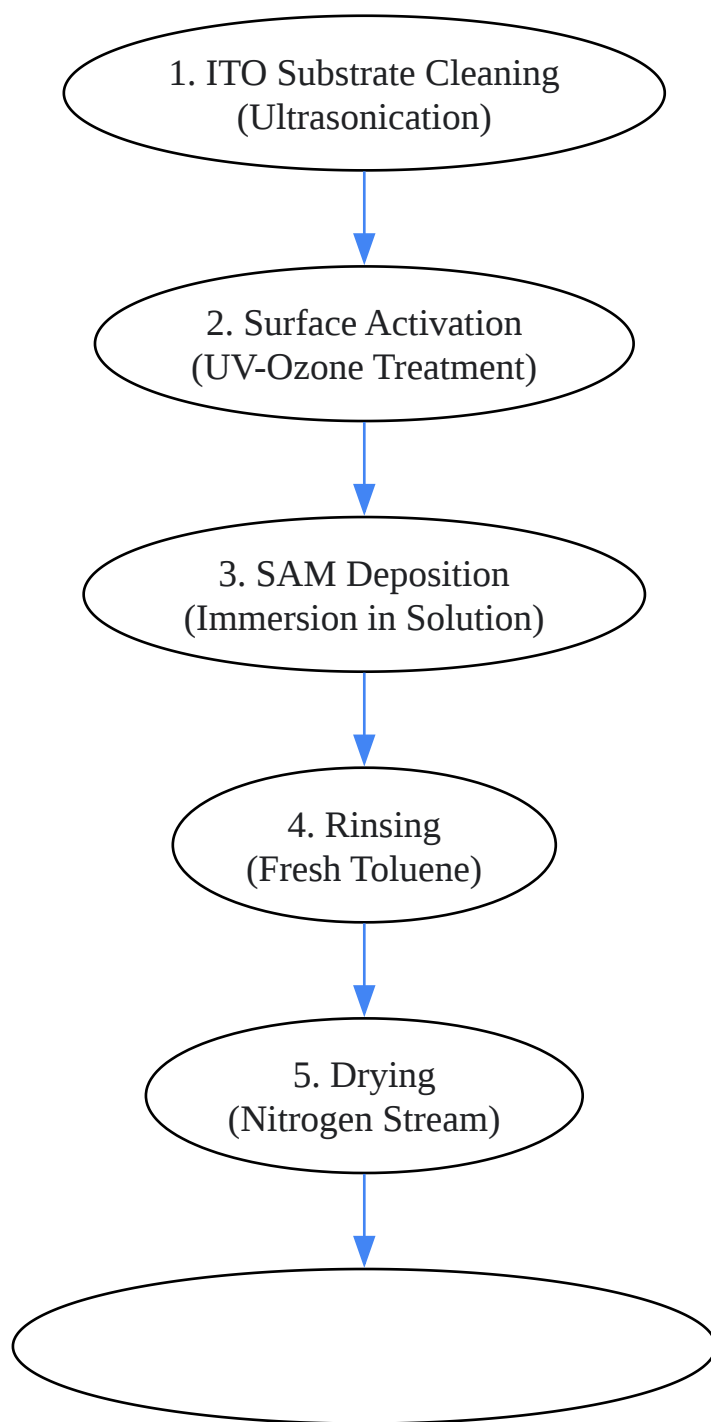 1. ITO Substrate Cleaning
(Ultrasonication)
2. Surface Activation
(UV-Ozone Treatment)
3. SAM Deposition
(Immersion in Solution)
4. Rinsing
(Fresh Toluene)
5. Drying
(Nitrogen Stream)